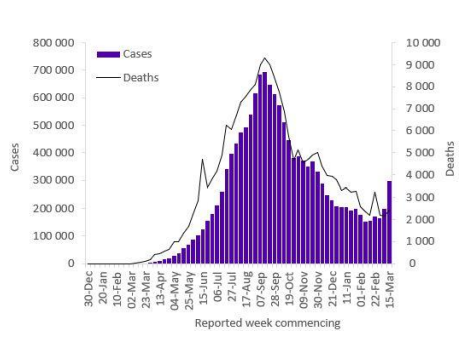 800 000
700 000
600 000
500 000
400 000
300 000
200 000
100 000
0
Cases
Cases
Deaths
10 000
9 000
8 000
7 000
6 000
5 000
4 000
3 000
2 000
1 000
0
Deaths
30-Dec
20-Jan
10-Feb
02-Mar
23-Mar
13-Apr
04-May
25-May
15-Jun
06-Jul
27-Jul
17-Aug
07-Sep
28-Sep
19-Oct
09-Nov
30-Nov
21-Dec
11-Jan
01-Feb
22-Feb
15-Mar
Reported week commencing